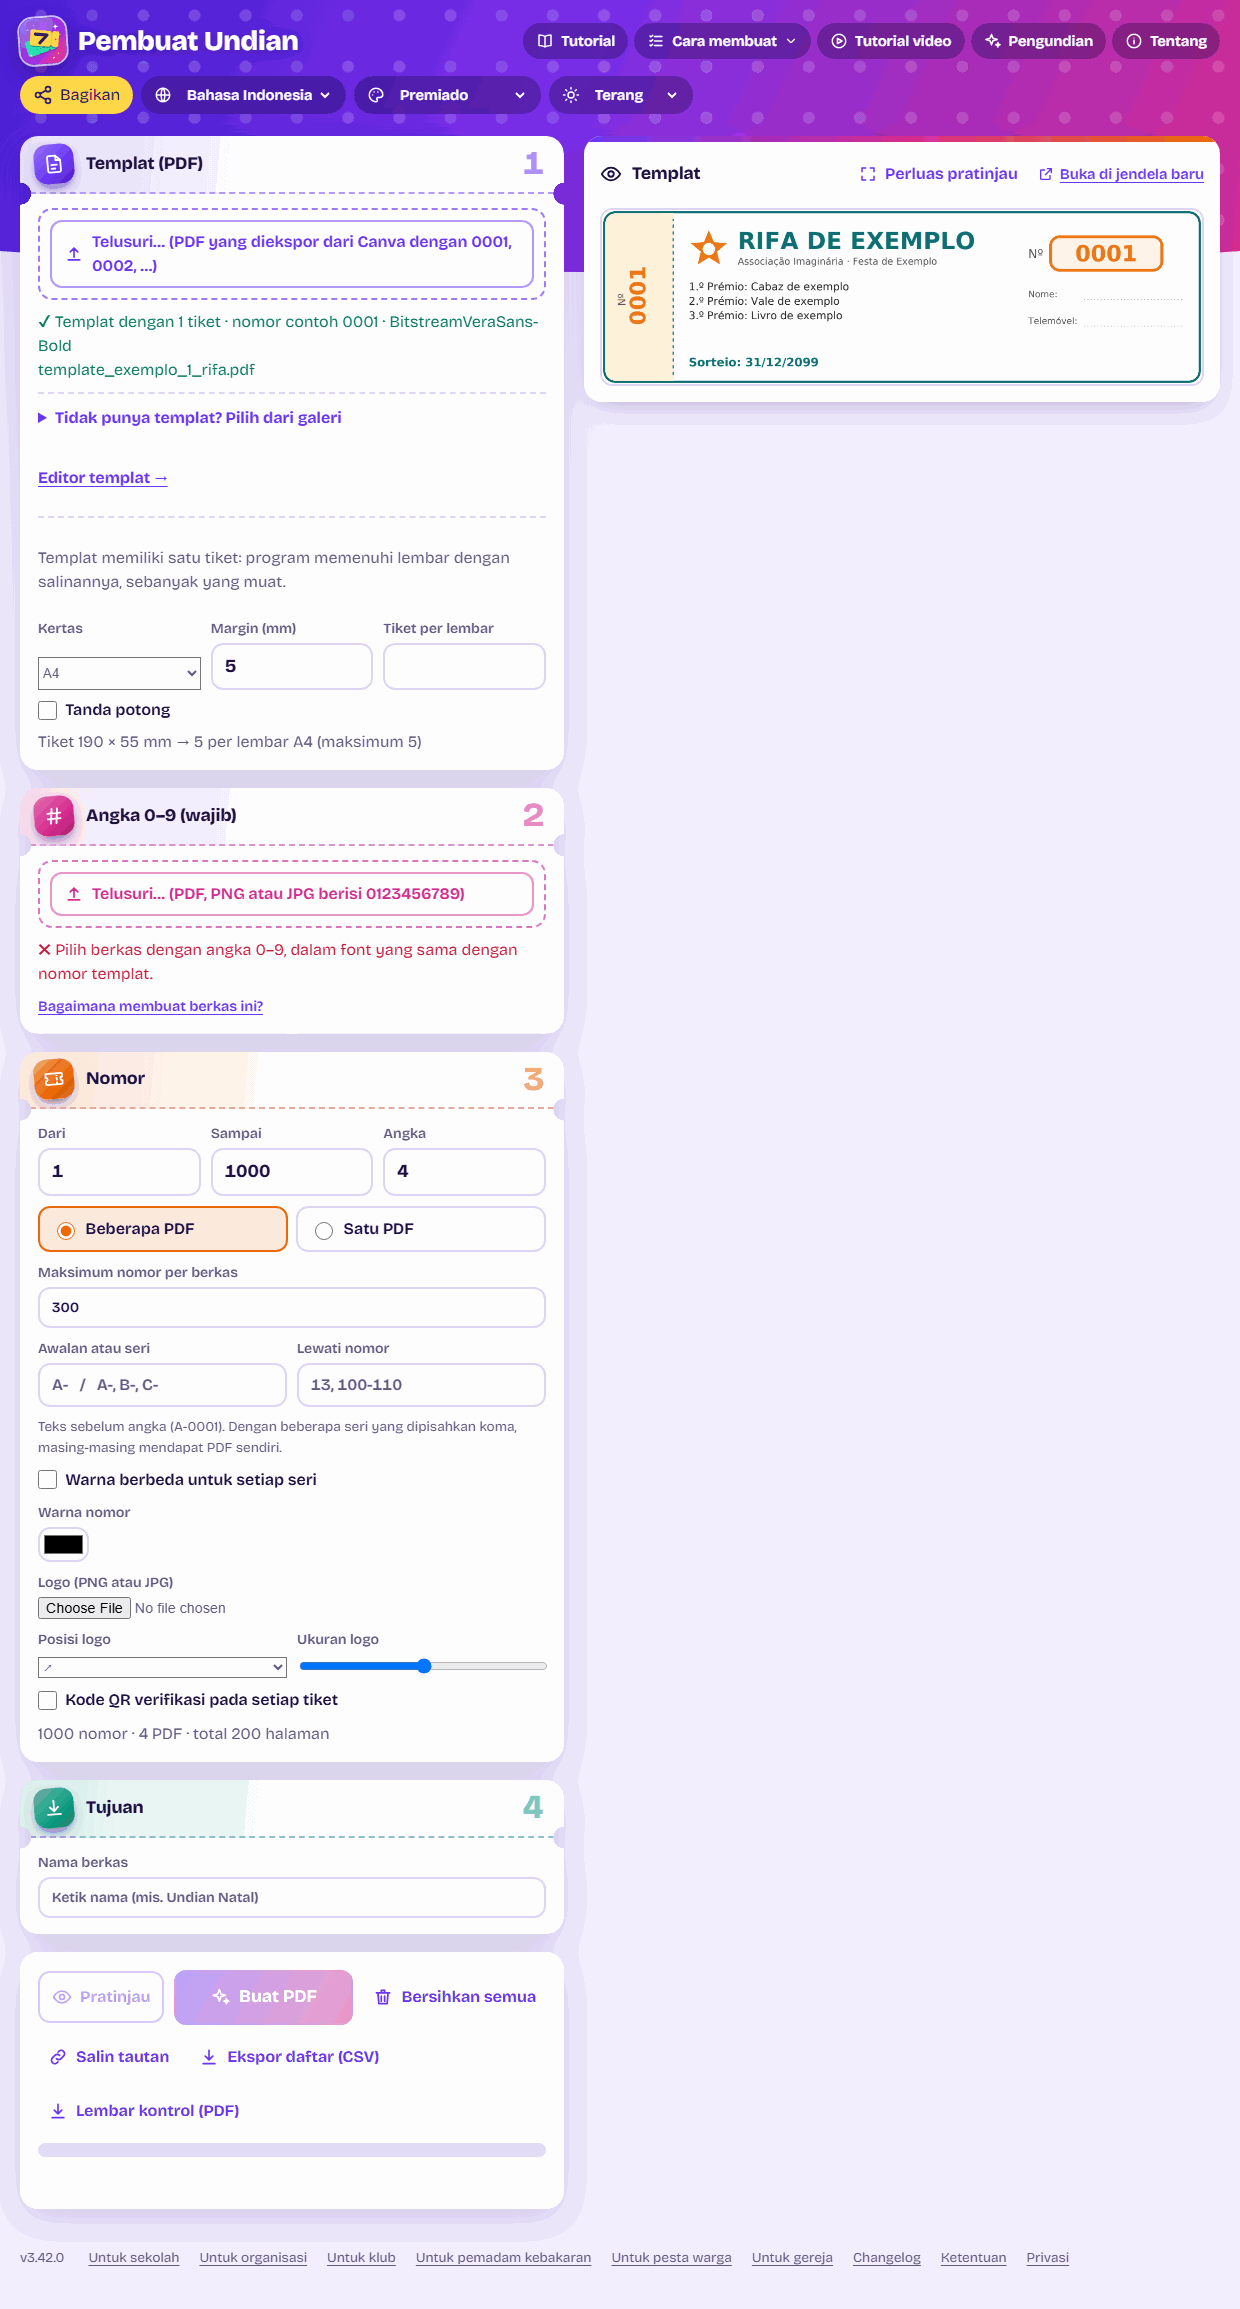 Pembuat Undian
Tutorial
Cara membuat
Tutorial video
Pengundian
Tentang
Bagikan
Bahasa Indonesia
Premiado
Terang
Templat (PDF)
1
Telusuri... (PDF yang diekspor dari Canva dengan 0001,
0002, ...)
✓ Templat dengan 1 tiket · nomor contoh 0001 · BitstreamVeraSans-
Bold
template_exemplo_1_rifa.pdf
▶ Tidak punya templat? Pilih dari galeri
Editor templat →
Templat memiliki satu tiket: program memenuhi lembar dengan
salinannya, sebanyak yang muat.
Kertas
Margin (mm)
Tiket per lembar
A4
5
Tanda potong
Tiket 190 × 55 mm → 5 per lembar A4 (maksimum 5)
Angka 0–9 (wajib)
2
Telusuri... (PDF, PNG atau JPG berisi 0123456789)
✗ Pilih berkas dengan angka 0–9, dalam font yang sama dengan
nomor templat.
Bagaimana membuat berkas ini?
Nomor
3
Dari
Sampai
Angka
1
1000
4
Beberapa PDF
Satu PDF
Maksimum nomor per berkas
300
Awalan atau seri
Lewati nomor
A- / A-, B-, C-
13, 100-110
Teks sebelum angka (A-0001). Dengan beberapa seri yang dipisahkan koma,
masing-masing mendapat PDF sendiri.
Warna berbeda untuk setiap seri
Warna nomor
Logo (PNG atau JPG)
Choose File No file chosen
Posisi logo
Ukuran logo
↗
Kode QR verifikasi pada setiap tiket
1000 nomor · 4 PDF · total 200 halaman
Tujuan
4
Nama berkas
Ketik nama (mis. Undian Natal)
Pratinjau
Buat PDF
Bersihkan semua
Salin tautan
Ekspor daftar (CSV)
Lembar kontrol (PDF)
Templat
Perluas pratinjau
Buka di jendela baru
Nº
0001
RIFA DE EXEMPLO
Associação Imaginária · Festa de Exemplo
1.º Prémio: Cabaz de exemplo
2.º Prémio: Vale de exemplo
3.º Prémio: Livro de exemplo
Sorteio: 31/12/2099
Nº 0001
Nome:
Telemóvel:
v3.42.0
Untuk sekolah
Untuk organisasi
Untuk klub
Untuk pemadam kebakaran
Untuk pesta warga
Untuk gereja
Changelog
Ketentuan
Privasi